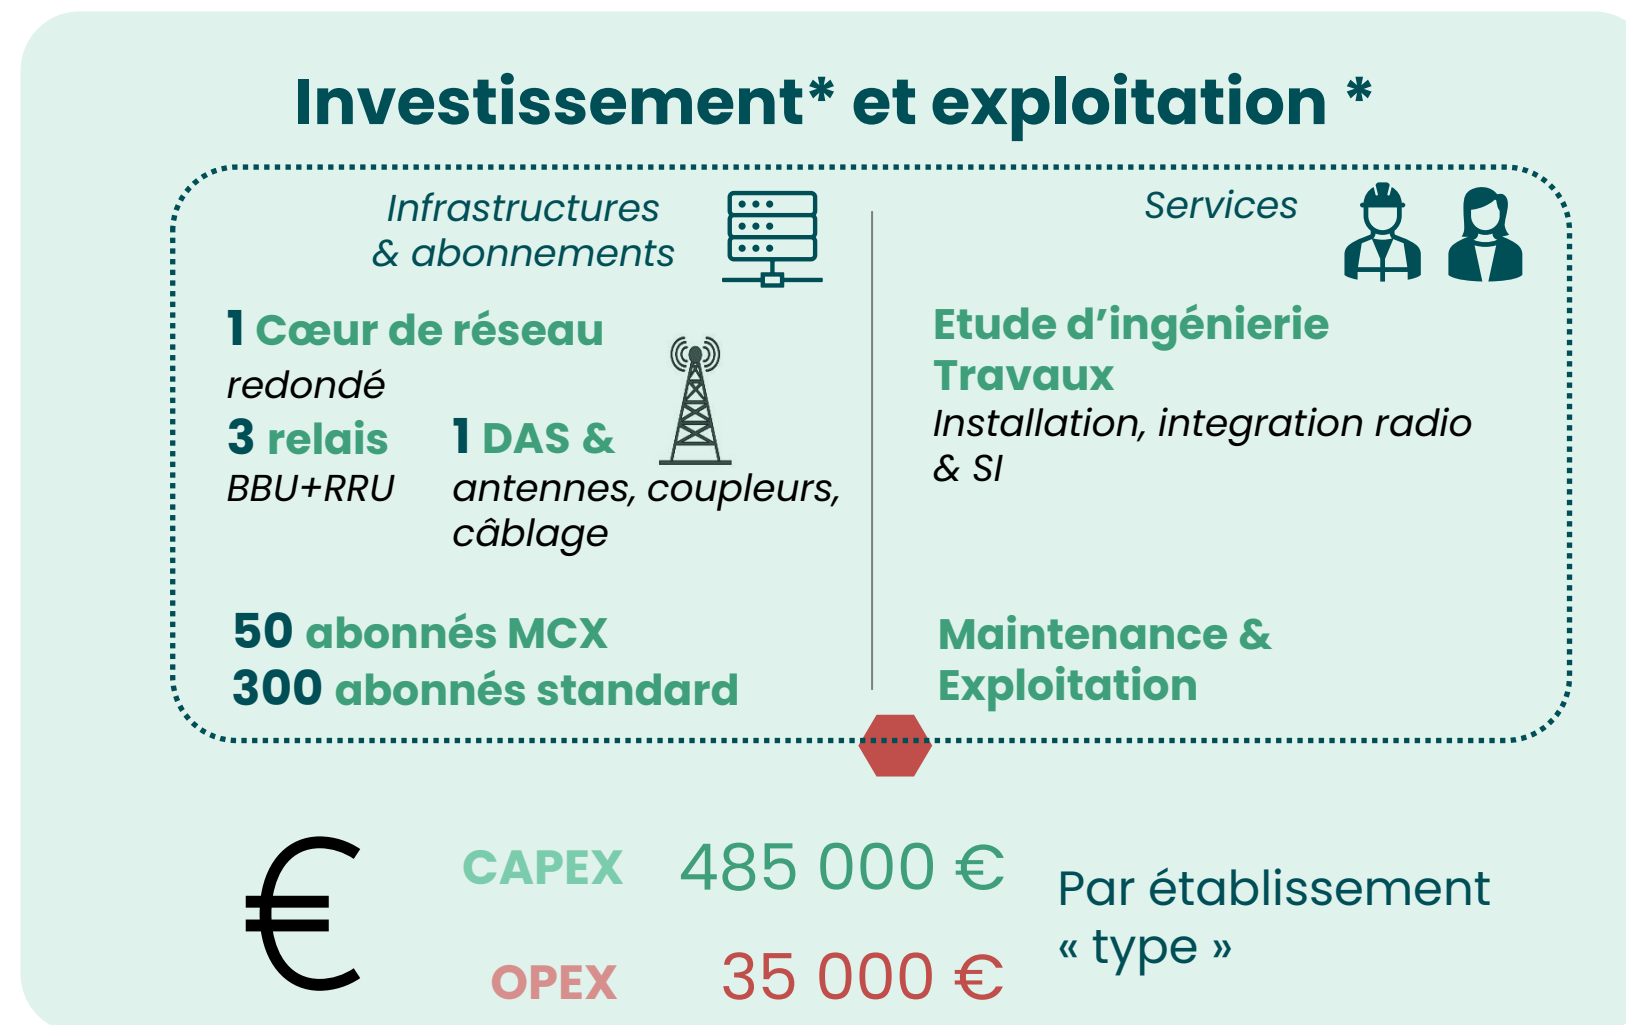 Investissement* et exploitation *
Infrastructures
& abonnements
1 Cœur de réseau
redondé
3 relais
BBU+RRU
1 DAS &
antennes, coupleurs,
câblage
50 abonnés MCX
300 abonnés standard
Services
Etude d’ingénierie
Travaux
Installation, integration radio
& SI
Maintenance &
Exploitation
€
CAPEX 485 000 €
OPEX 35 000 €
Par établissement
« type »